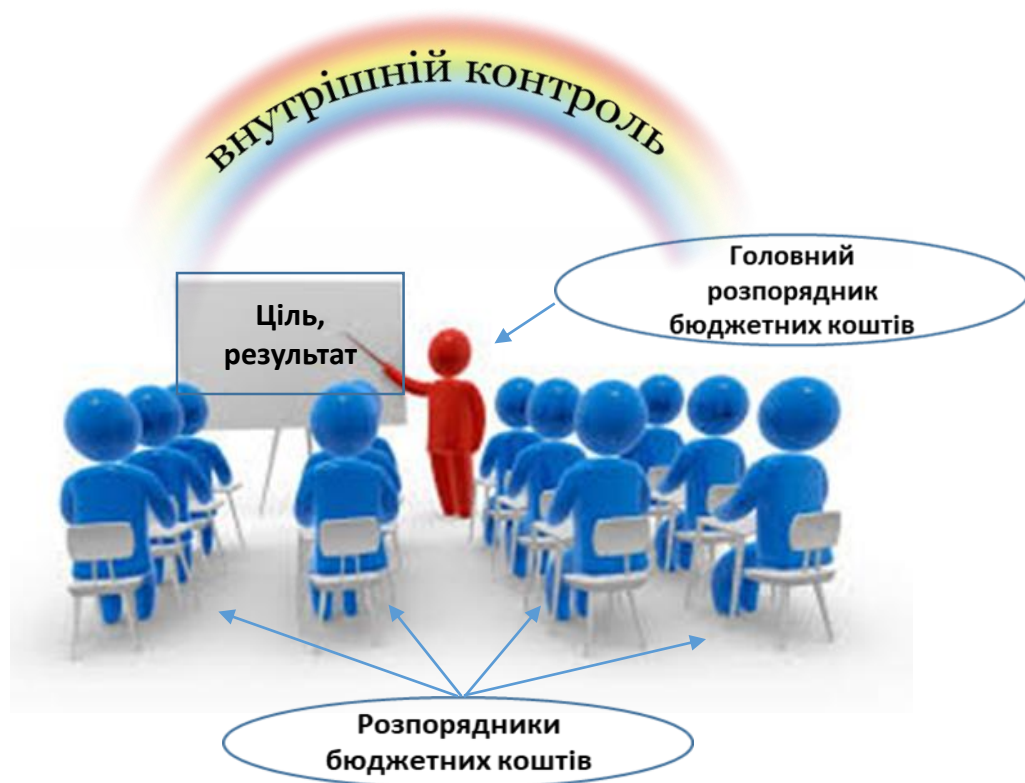 внутрішній контроль
Головний
розпорядник
бюджетних коштів
Ціль,
результат
Розпорядники
бюджетних коштів